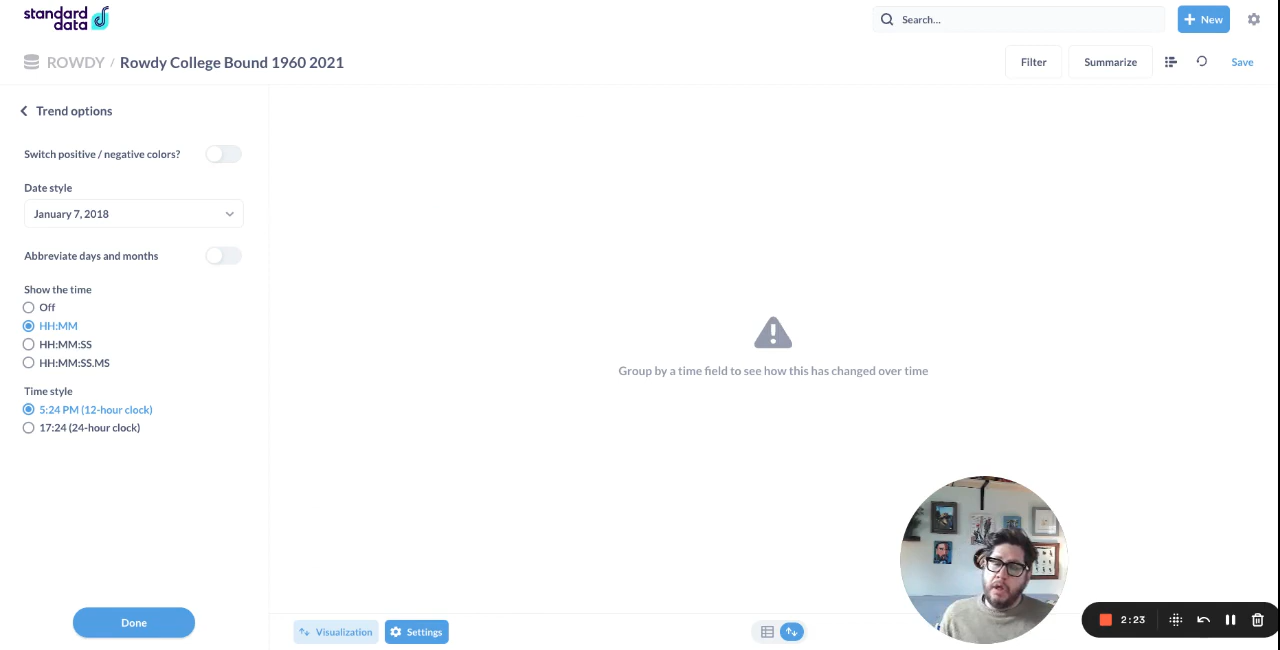 standard
data
Search...
New
ROWDY / Rowdy College Bound 1960 2021
Filter
Summarize
Save
Trend options
Switch positive / negative colors?
Date style
January 7, 2018
Abbreviate days and months
Show the time
Off
HH:MM
HH:MM:SS
HH:MM:SS.MS
Time style
5:24 PM (12-hour clock)
17:24 (24-hour clock)
Group by a time field to see how this has changed over time
Done
Visualization
Settings
2:23